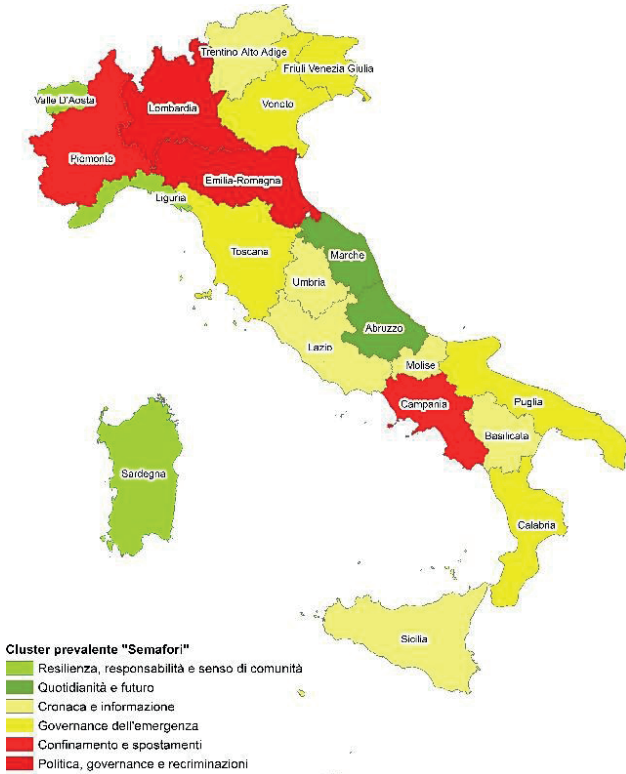 Trentino Alto Adige
Friuli Venezia Giulia
Valle D'Aosta
Lombardia
Veneto
Piemonte
Emilia-Romagna
Liguria
Toscana
Marche
Umbria
Abruzzo
Lazio
Molise
Campania
Puglia
Basilicata
Sardegna
Calabria
Sicilia
Cluster prevalente "Semafori"
Resilienza, responsabilità e senso di comunità
Quotidianità e futuro
Cronaca e informazione
Governance dell'emergenza
Confinamento e spostamenti
Politica, governance e recriminazioni